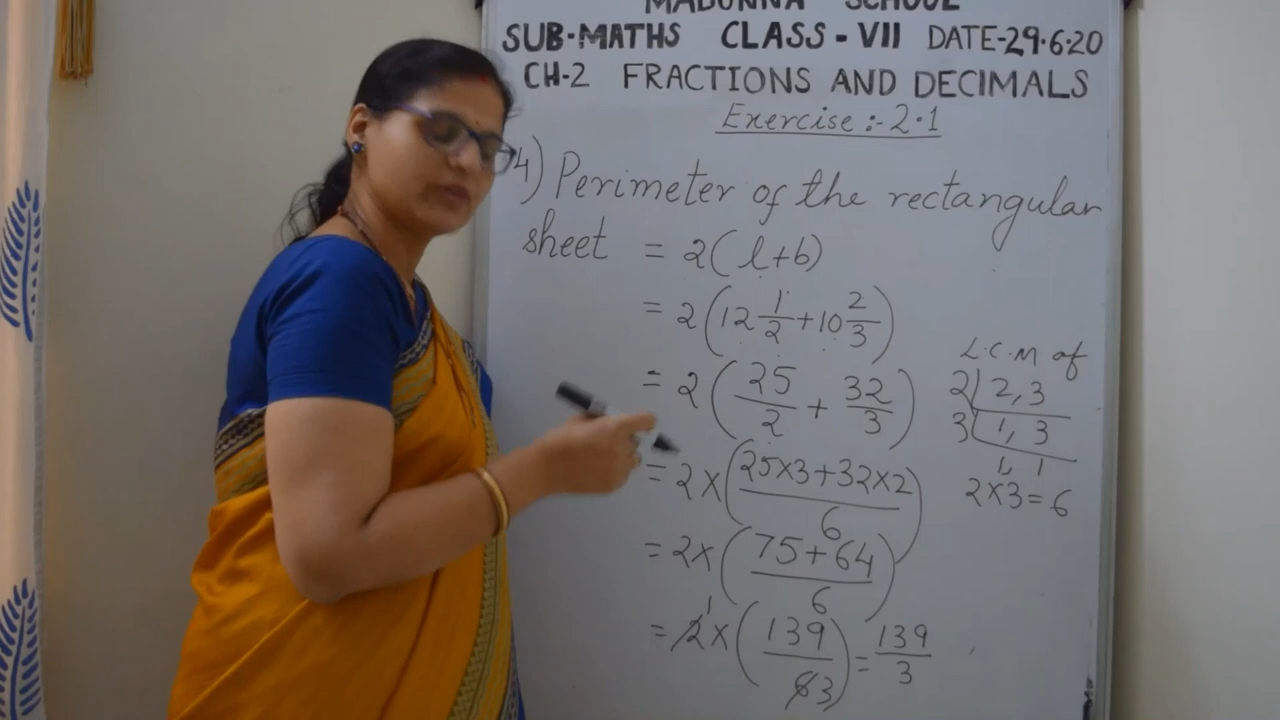 MADONNA SCHOOL
SUB-MATHS CLASS-VII DATE-29.6.20
CH-2 FRACTIONS AND DECIMALS
Exercise:- 2.1
4) Perimeter of the rectangular
sheet = 2(l+b)
= 2(12 1/2 + 10 2/3)
= 2(25/2 + 32/3)
= 2×((25×3+32×2)/6)
= 2×((75+64)/6)
= 2̸ 1 ×(139/6̸ 3) = 139/3
L.C.M of
2| 2, 3
3| 1, 3
1, 1
2×3=6